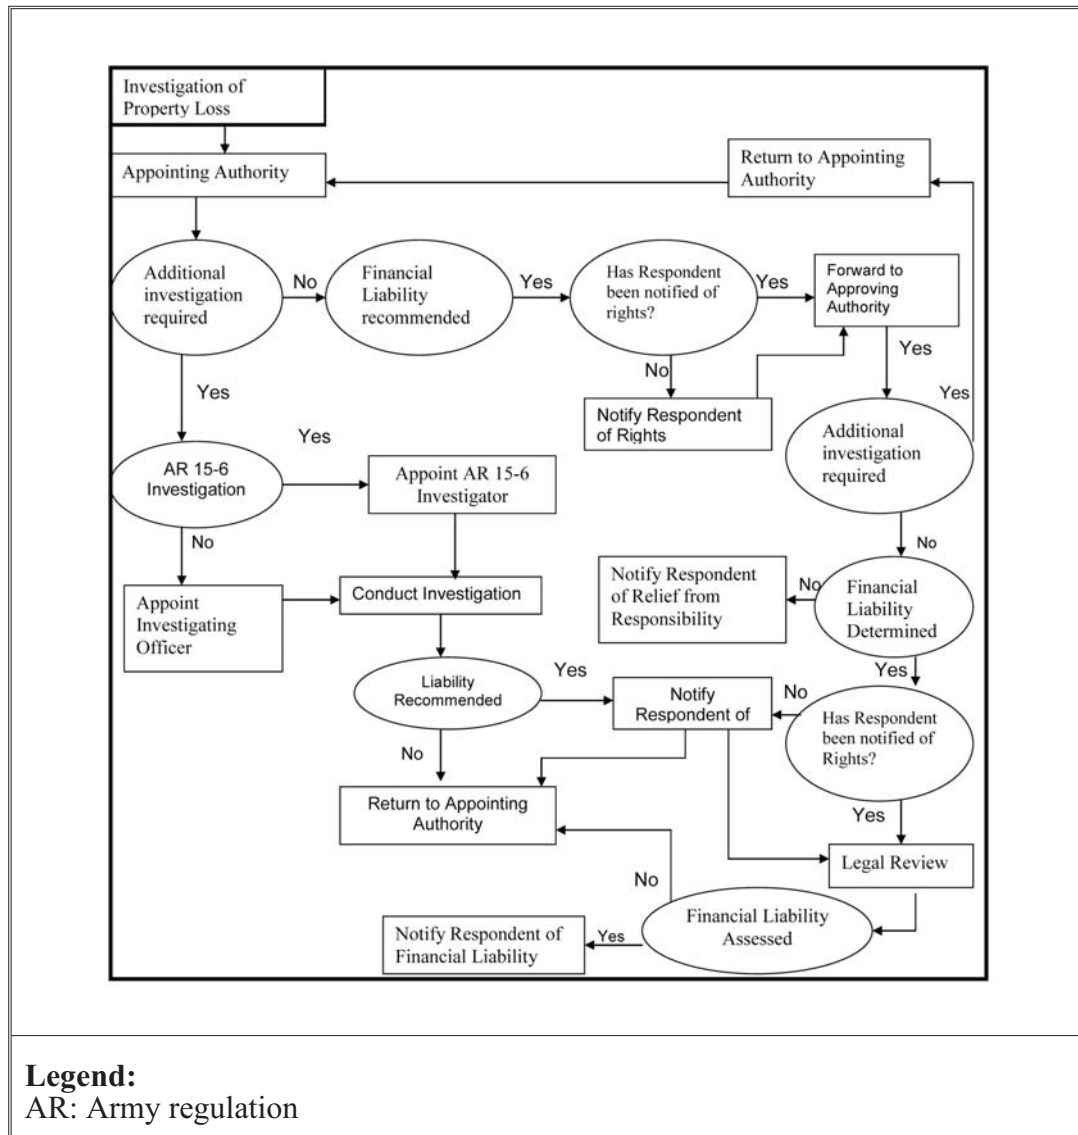 Investigation of
Property Loss
Appointing Authority
Return to Appointing
Authority
Additional
investigation
required
No
Financial
Liability
recommended
Yes
Has Respondent
been notified of
rights?
Yes
Forward to
Approving
Authority
No
Notify Respondent
of Rights
Yes
Yes
Additional
investigation
required
Yes
Yes
AR 15-6
Investigation
Appoint AR 15-6
Investigator
No
No
Appoint
Investigating
Officer
Conduct Investigation
Notify Respondent
of Relief from
Responsibility
No
Financial
Liability
Determined
Yes
Liability
Recommended
Yes
Notify
Respondent of
No
Has Respondent
been notified of
Rights?
No
Return to Appointing
Authority
Yes
Legal Review
No
Financial Liability
Assessed
Yes
Notify Respondent of
Financial Liability
Legend:
AR: Army regulation